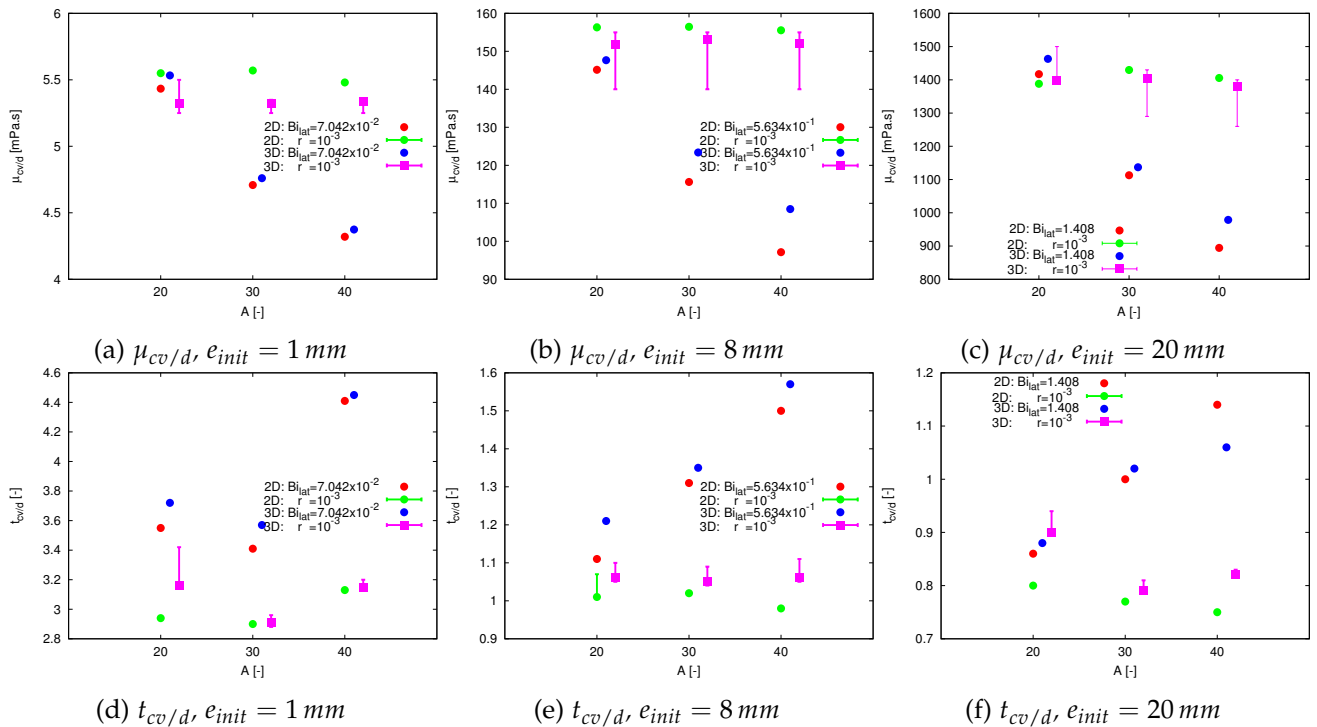 6
5.5
5
4.5
4
μcv/d [mPa.s]
2D: Bilat=7.042x10-2
2D: r =10-3
3D: Bilat=7.042x10-2
3D: r =10-3
20 30 40
A [-]
(a) μcv/d, einit = 1 mm
160
150
140
130
120
110
100
90
μcv/d [mPa.s]
2D: Bilat=5.634x10-1
2D: r =10-3
3D: Bilat=5.634x10-1
3D: r =10-3
20 30 40
A [-]
(b) μcv/d, einit = 8 mm
1600
1500
1400
1300
1200
1100
1000
900
800
μcv/d [mPa.s]
2D: Bilat=1.408
2D: r=10-3
3D: Bilat=1.408
3D: r=10-3
20 30 40
A [-]
(c) μcv/d, einit = 20 mm
4.6
4.4
4.2
4
3.8
3.6
3.4
3.2
3
2.8
tcv/d [-]
2D: Bilat=7.042x10-2
2D: r =10-3
3D: Bilat=7.042x10-2
3D: r =10-3
20 30 40
A [-]
(d) tcv/d, einit = 1 mm
1.6
1.5
1.4
1.3
1.2
1.1
1
0.9
tcv/d [-]
2D: Bilat=5.634x10-1
2D: r =10-3
3D: Bilat=5.634x10-1
3D: r =10-3
20 30 40
A [-]
(e) tcv/d, einit = 8 mm
1.2
1.1
1
0.9
0.8
0.7
tcv/d [-]
2D: Bilat=1.408
2D: r=10-3
3D: Bilat=1.408
3D: r=10-3
20 30 40
A [-]
(f) tcv/d, einit = 20 mm